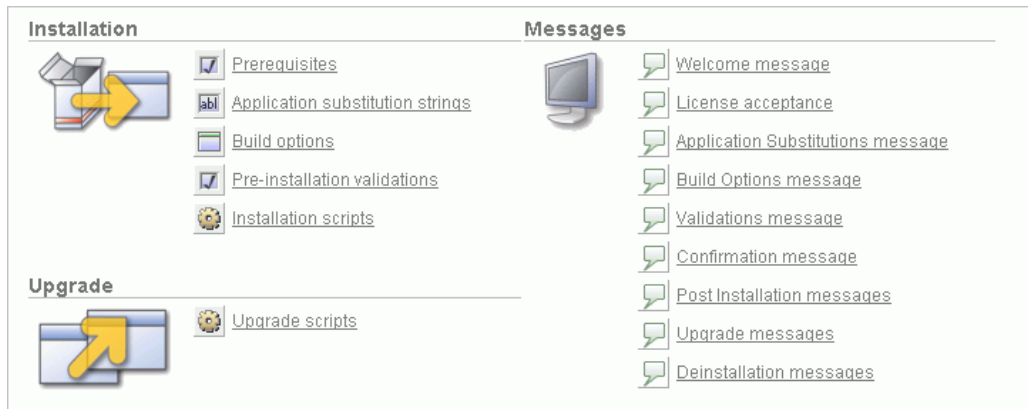 Installation
Prerequisites
abl
Application substitution strings
Build options
Pre-installation validations
Installation scripts
Upgrade
Upgrade scripts
Messages
Welcome message
License acceptance
Application Substitutions message
Build Options message
Validations message
Confirmation message
Post Installation messages
Upgrade messages
Deinstallation messages